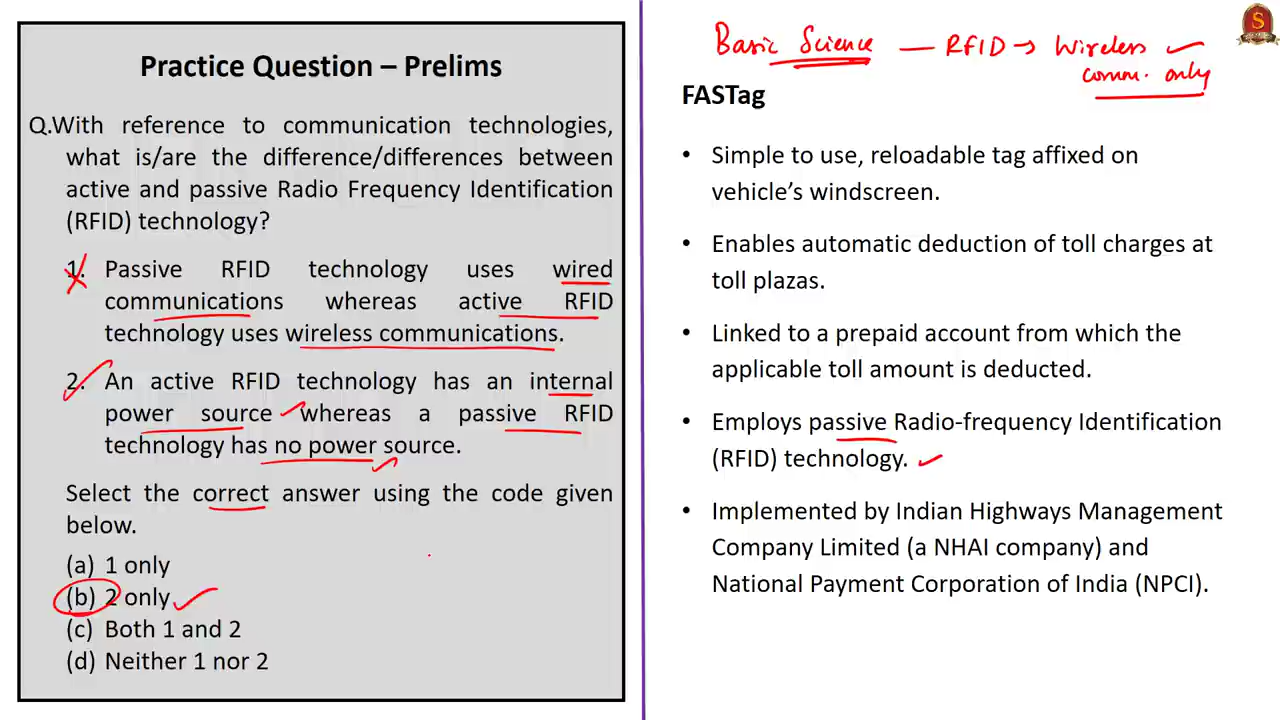 Practice Question – Prelims
Q.With reference to communication technologies,
what is/are the difference/differences between
active and passive Radio Frequency Identification
(RFID) technology?
1. Passive RFID technology uses wired
communications whereas active RFID
technology uses wireless communications.
2. An active RFID technology has an internal
power source whereas a passive RFID
technology has no power source.
Select the correct answer using the code given
below.
(a) 1 only
(b) 2 only
(c) Both 1 and 2
(d) Neither 1 nor 2
Basic Science — RFID → Wireless
comm. only
FASTag
• Simple to use, reloadable tag affixed on
vehicle's windscreen.
• Enables automatic deduction of toll charges at
toll plazas.
• Linked to a prepaid account from which the
applicable toll amount is deducted.
• Employs passive Radio-frequency Identification
(RFID) technology.
• Implemented by Indian Highways Management
Company Limited (a NHAI company) and
National Payment Corporation of India (NPCI).